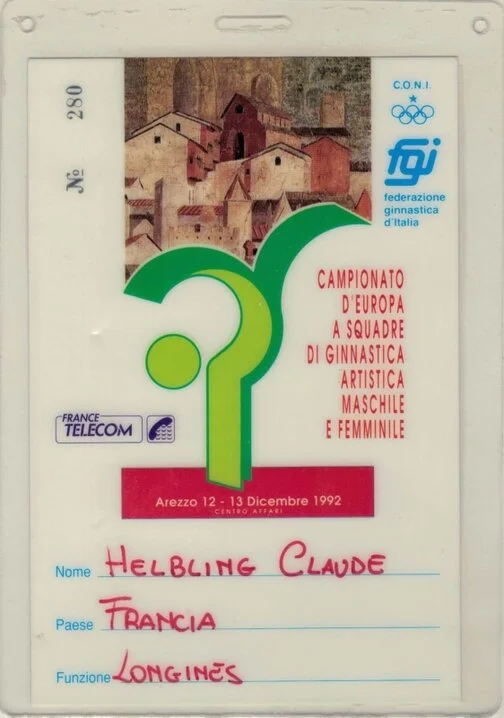 Nº 280
C.O.N.I.
fgi
federazione
ginnastica
d'Italia
CAMPIONATO
D'EUROPA
A SQUADRE
DI GINNASTICA
ARTISTICA
MASCHILE
E FEMMINILE
FRANCE
TELECOM
Arezzo 12 - 13 Dicembre 1992
CENTRO AFFARI
Nome HELBLING CLAUDE
Paese FRANCIA
Funzione LONGINES